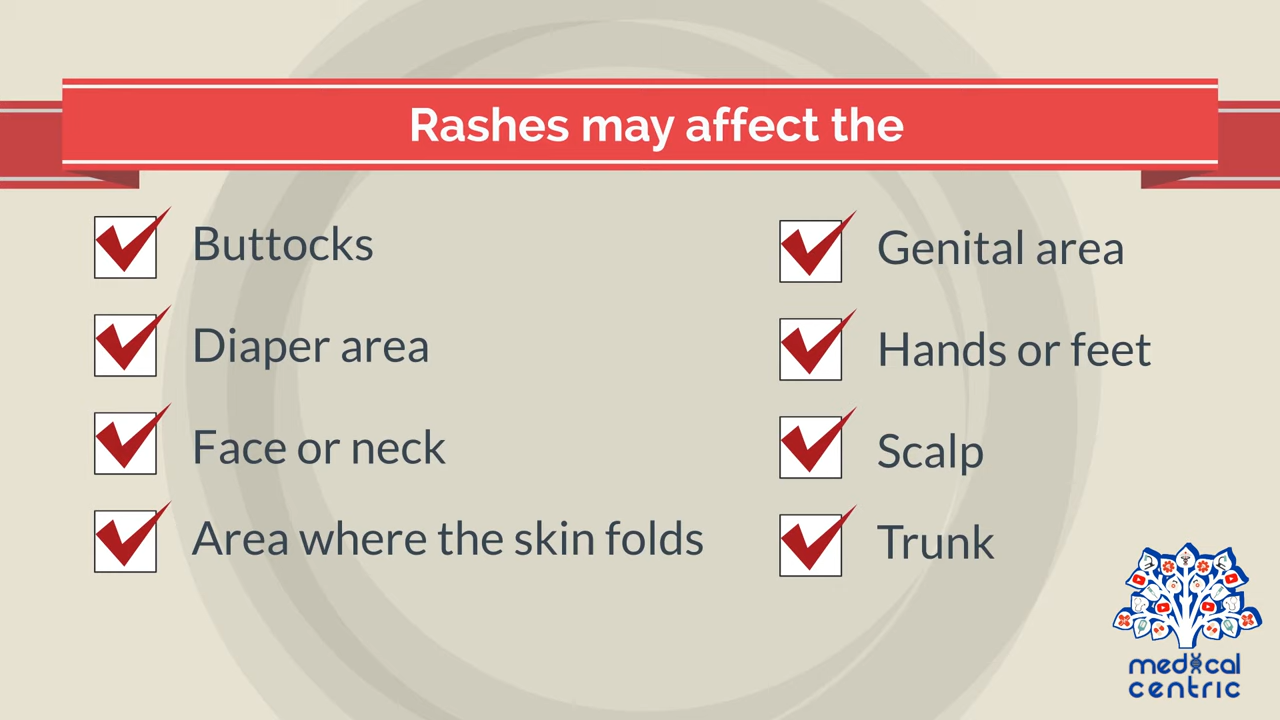 Rashes may affect the
Buttocks
Diaper area
Face or neck
Area where the skin folds
Genital area
Hands or feet
Scalp
Trunk
medical
centric